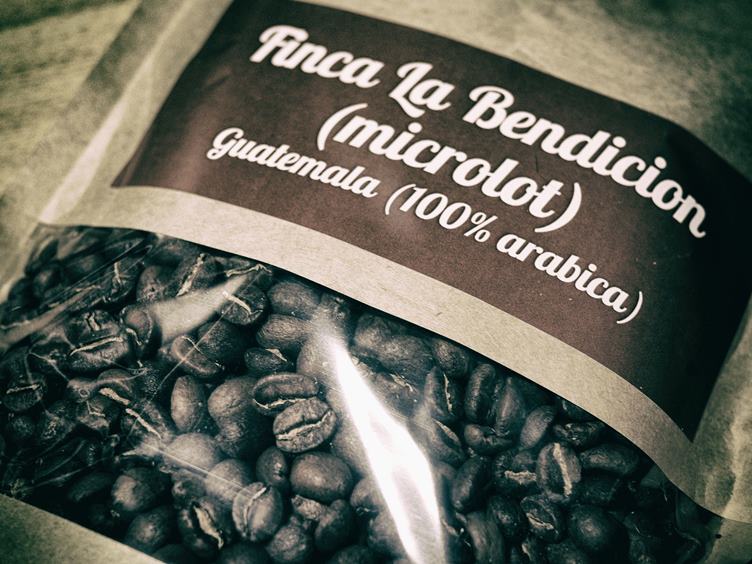 Finca La Bendicion
(microlot)
Guatemala (100% arabica)